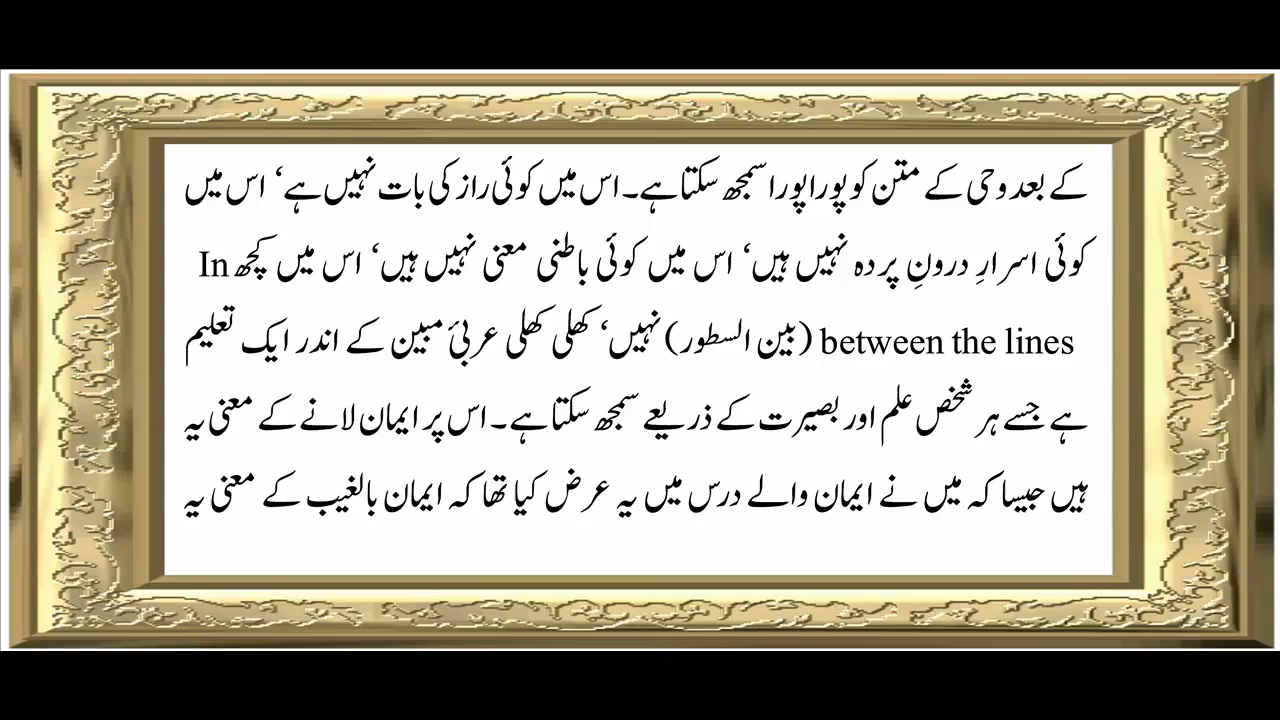 کے بعد وحی کے متن کو پورا پورا سمجھ سکتا ہے۔ اس میں کوئی راز کی بات نہیں ہے‘ اس میں
کوئی اسرارِ درونِ پردہ نہیں ہیں‘ اس میں کوئی باطنی معنی نہیں ہیں‘ اس میں کچھ In
between the lines (بین السطور) نہیں‘ کھلی کھلی عربیٔ مبین کے اندر ایک تعلیم
ہے جسے ہر شخص علم اور بصیرت کے ذریعے سمجھ سکتا ہے۔ اس پر ایمان لانے کے معنی یہ
ہیں جیسا کہ میں نے ایمان والے درس میں یہ عرض کیا تھا کہ ایمان بالغیب کے معنی یہ